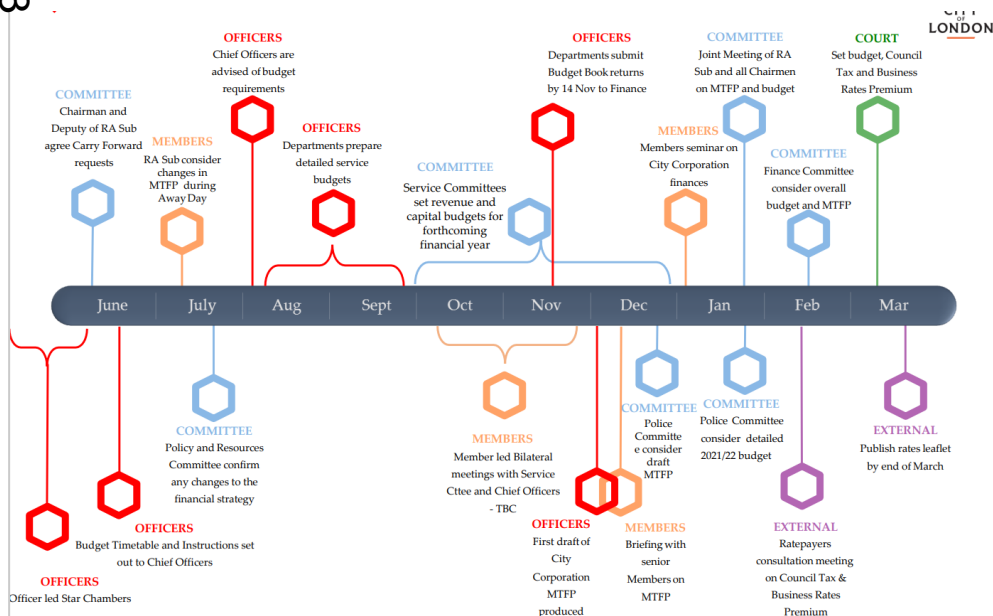 8
CITY
OF
LONDON
OFFICERS
Chief Officers are
advised of budget
requirements
OFFICERS
Departments submit
Budget Book returns
by 14 Nov to Finance
COMMITTEE
Joint Meeting of RA
Sub and all Chairmen
on MTFP and budget
COURT
Set budget, Council
Tax and Business
Rates Premium
COMMITTEE
Chairman and
Deputy of RA Sub
agree Carry Forward
requests
MEMBERS
RA Sub consider
changes in
MTFP during
Away Day
OFFICERS
Departments prepare
detailed service
budgets
COMMITTEE
Service Committees
set revenue and
capital budgets for
forthcoming
financial year
MEMBERS
Members seminar on
City Corporation
finances
COMMITTEE
Finance Committee
consider overall
budget and MTFP
June
July
Aug
Sept
Oct
Nov
Dec
Jan
Feb
Mar
COMMITTEE
Policy and Resources
Committee confirm
any changes to the
financial strategy
MEMBERS
Member led Bilateral
meetings with Service
Cttee and Chief Officers
- TBC
COMMITTEE
Police
Committe
e consider
draft
MTFP
COMMITTEE
Police Committee
consider detailed
2021/22 budget
EXTERNAL
Publish rates leaflet
by end of March
OFFICERS
Budget Timetable and Instructions set
out to Chief Officers
OFFICERS
Officer led Star Chambers
OFFICERS
First draft of
City
Corporation
MTFP
produced
MEMBERS
Briefing with
senior
Members on
MTFP
EXTERNAL
Ratepayers
consultation meeting
on Council Tax &
Business Rates
Premium